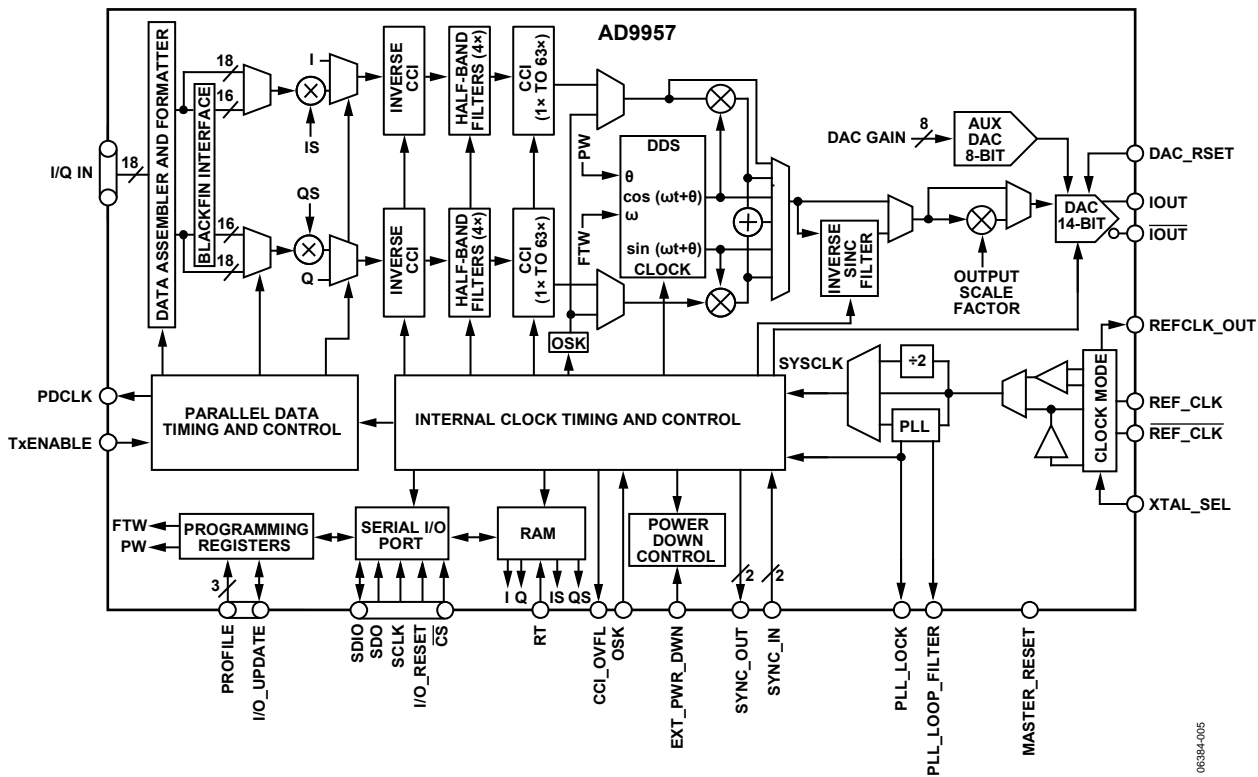 AD9957
I/Q IN
18
DATA ASSEMBLER AND FORMATTER
BLACKFIN INTERFACE
18
16
16
18
I
IS
QS
Q
INVERSE
CCI
HALF-BAND
FILTERS (4×)
CCI
(1× TO 63×)
INVERSE
CCI
HALF-BAND
FILTERS (4×)
CCI
(1× TO 63×)
OSK
PW
FTW
DDS
θ
cos (ωt+θ)
ω
sin (ωt+θ)
CLOCK
INVERSE
SINC
FILTER
OUTPUT
SCALE
FACTOR
DAC GAIN
8
AUX
DAC
8-BIT
DAC
14-BIT
DAC_RSET
IOUT
IOUT
REFCLK_OUT
REF_CLK
REF_CLK
XTAL_SEL
CLOCK MODE
SYSCLK
÷2
PLL
PDCLK
TxENABLE
PARALLEL DATA
TIMING AND CONTROL
INTERNAL CLOCK TIMING AND CONTROL
FTW
PW
PROGRAMMING
REGISTERS
SERIAL I/O
PORT
RAM
POWER
DOWN
CONTROL
3
I
Q
IS
QS
2
2
PROFILE
I/O_UPDATE
SDIO
SDO
SCLK
I/O_RESET
CS
RT
CCI_OVFL
OSK
EXT_PWR_DWN
SYNC_OUT
SYNC_IN
PLL_LOCK
PLL_LOOP_FILTER
MASTER_RESET
06384-005